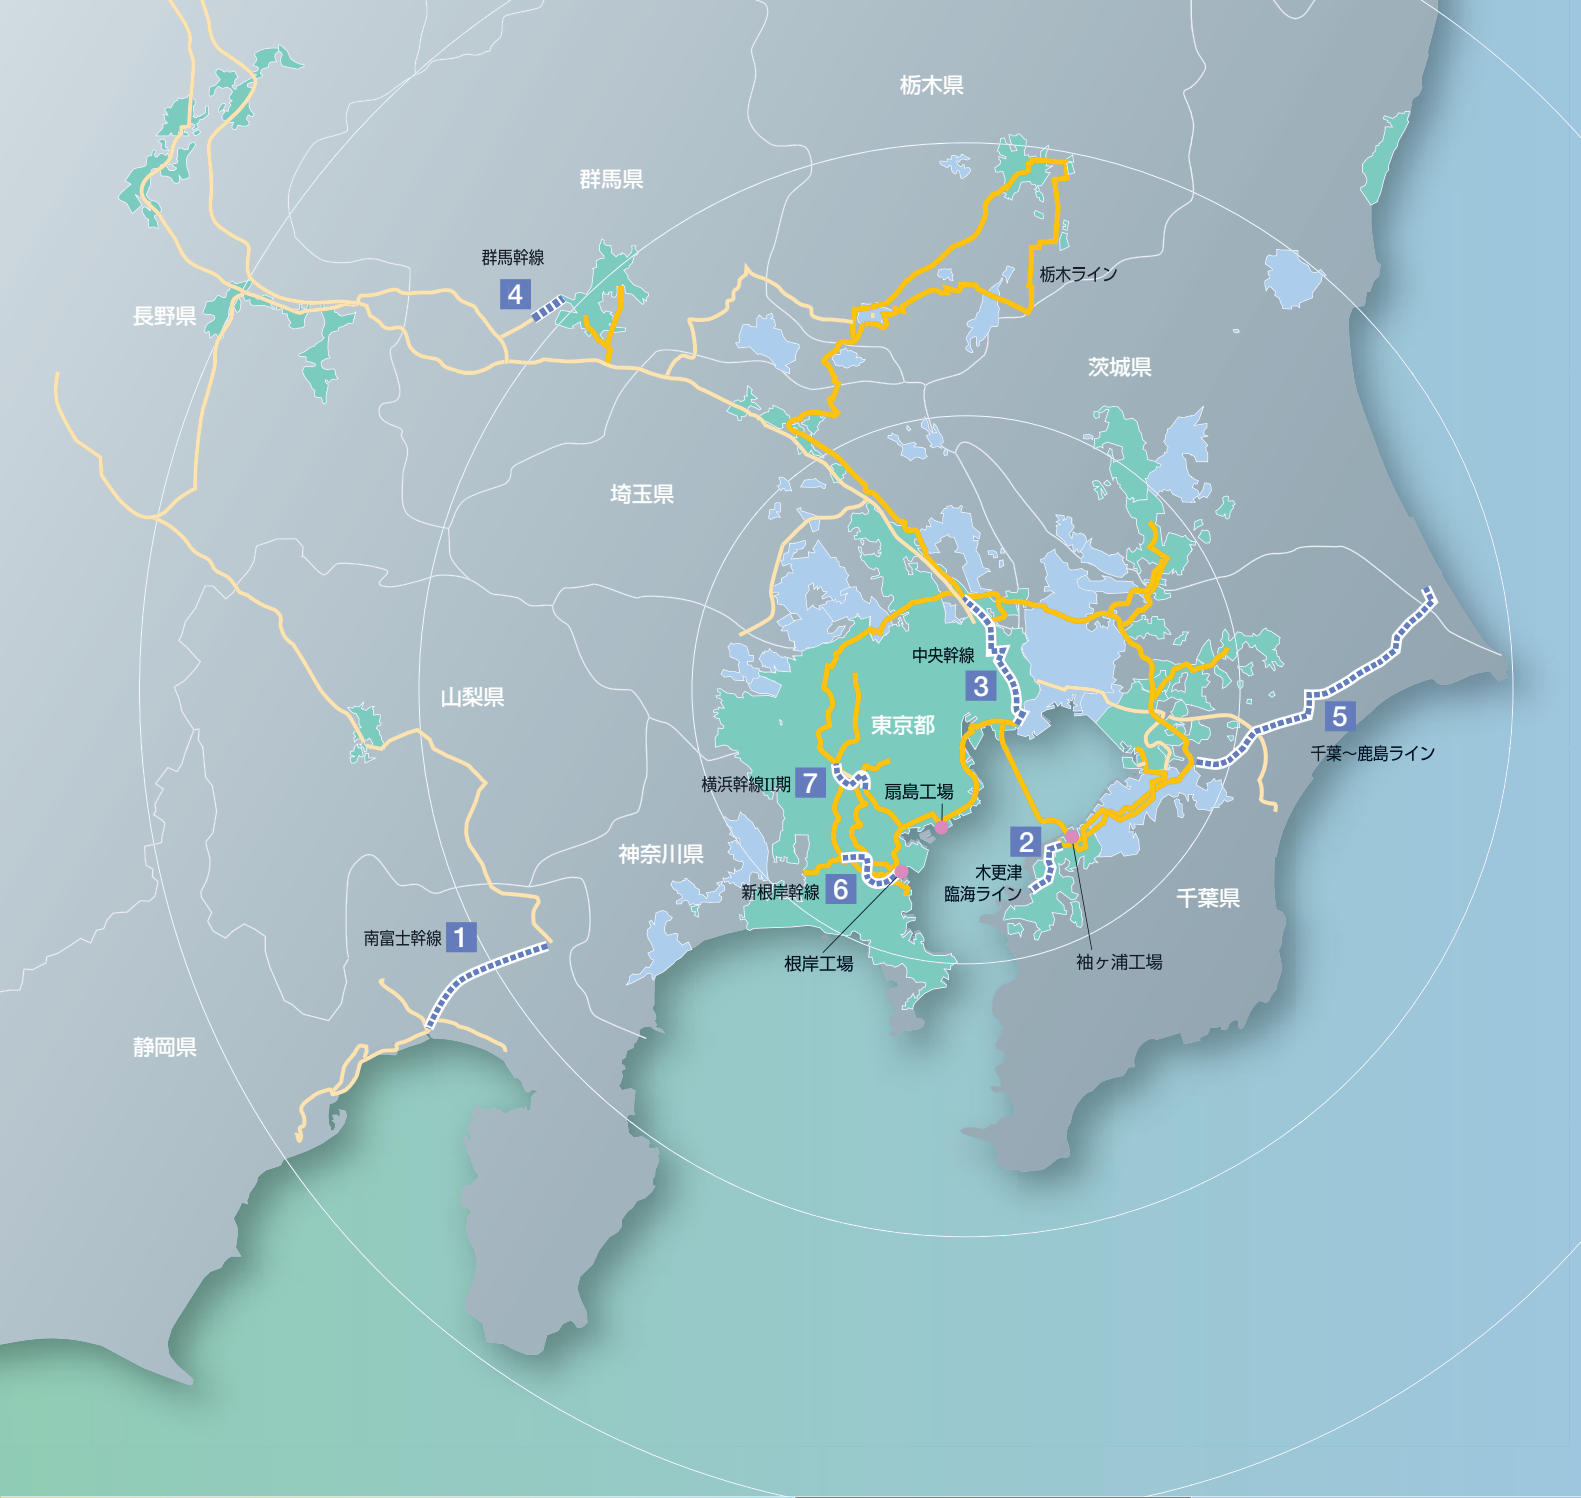 栃木県
群馬県
群馬幹線
4
栃木ライン
長野県
茨城県
埼玉県
中央幹線
3
山梨県
東京都
5
千葉〜鹿島ライン
横浜幹線II期
7
扇島工場
2
神奈川県
木更津
臨海ライン
新根岸幹線
6
千葉県
南富士幹線
1
根岸工場
袖ヶ浦工場
静岡県